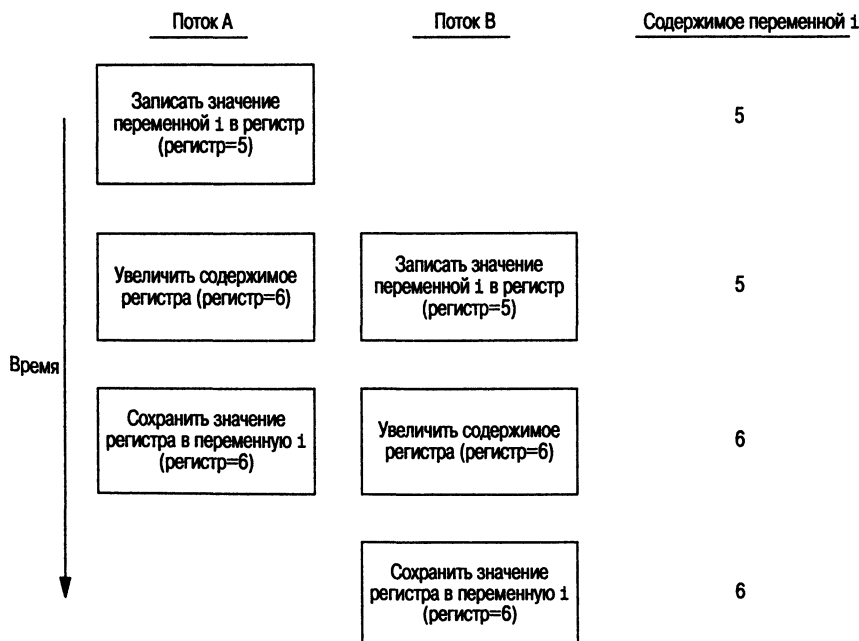 Поток А
Поток В
Содержимое переменной i
Записать значение
переменной i в регистр
(регистр=5)
5
Увеличить содержимое
регистра (регистр=6)
Записать значение
переменной i в регистр
(регистр=5)
5
Время
Сохранить значение
регистра в переменную i
(регистр=6)
Увеличить содержимое
регистра (регистр=6)
6
Сохранить значение
регистра в переменную i
(регистр=6)
6